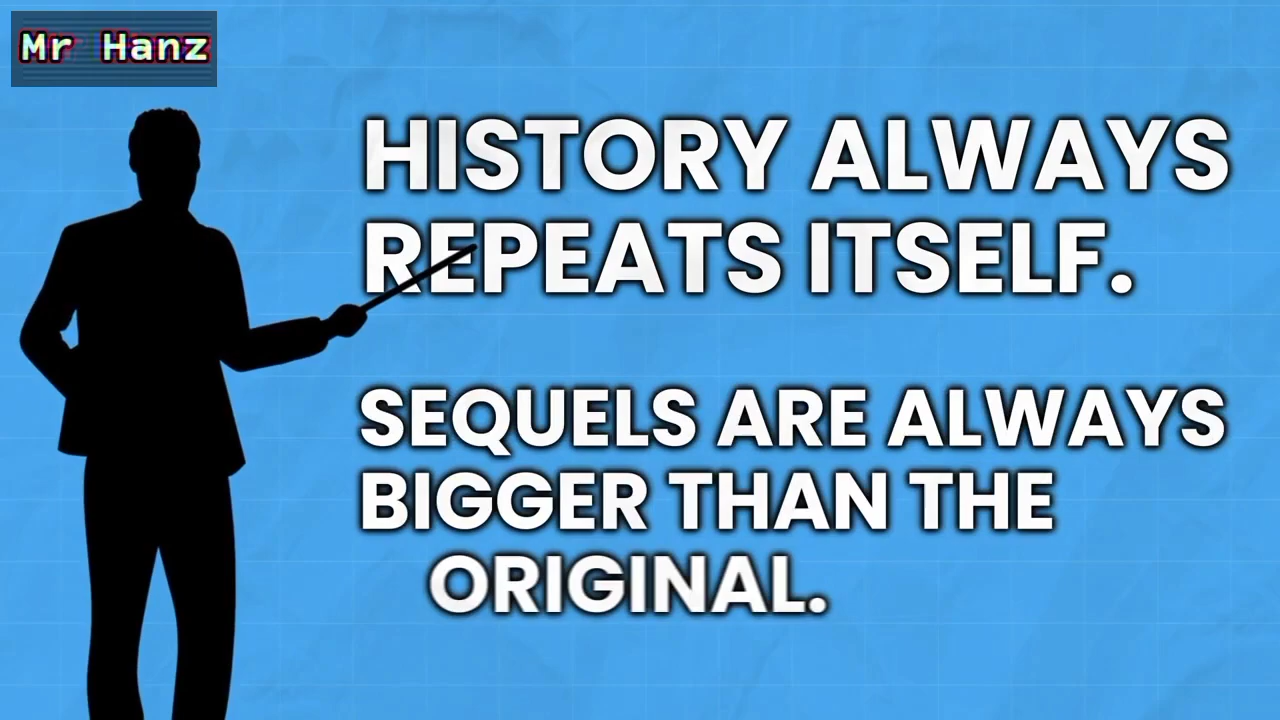 Mr Hanz
HISTORY ALWAYS
REPEATS ITSELF.
SEQUELS ARE ALWAYS
BIGGER THAN THE
ORIGINAL.